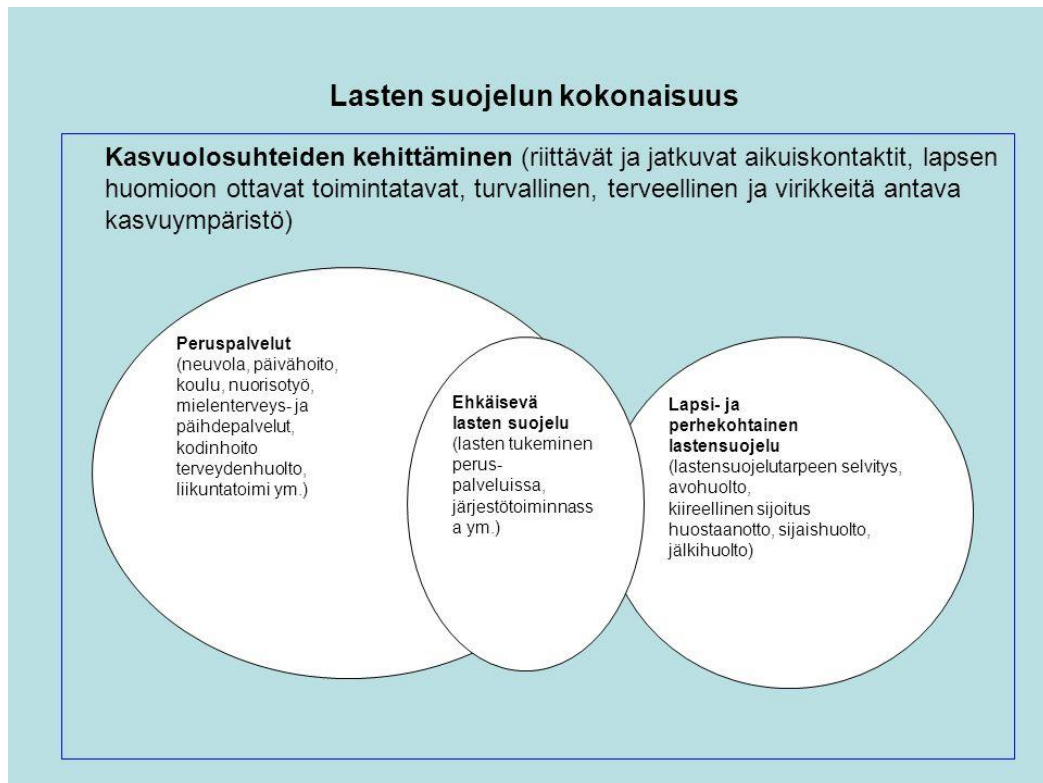 Lasten suojelun kokonaisuus
Kasvuolosuhteiden kehittäminen (riittävät ja jatkuvat aikuiskontaktit, lapsen
huomioon ottavat toimintatavat, turvallinen, terveellinen ja virikkeitä antava
kasvuympäristö)
Peruspalvelut
(neuvola, päivähoito,
koulu, nuorisotyö,
mielenterveys- ja
päihdepalvelut,
kodinhoito
terveydenhuolto,
liikuntatoimi ym.)
Ehkäisevä
lasten suojelu
(lasten tukeminen
perus-
palveluissa,
järjestötoiminnass
a ym.)
Lapsi- ja
perhekohtainen
lastensuojelu
(lastensuojelutarpeen selvitys,
avohuolto,
kiireellinen sijoitus
huostaanotto, sijaishuolto,
jälkihuolto)